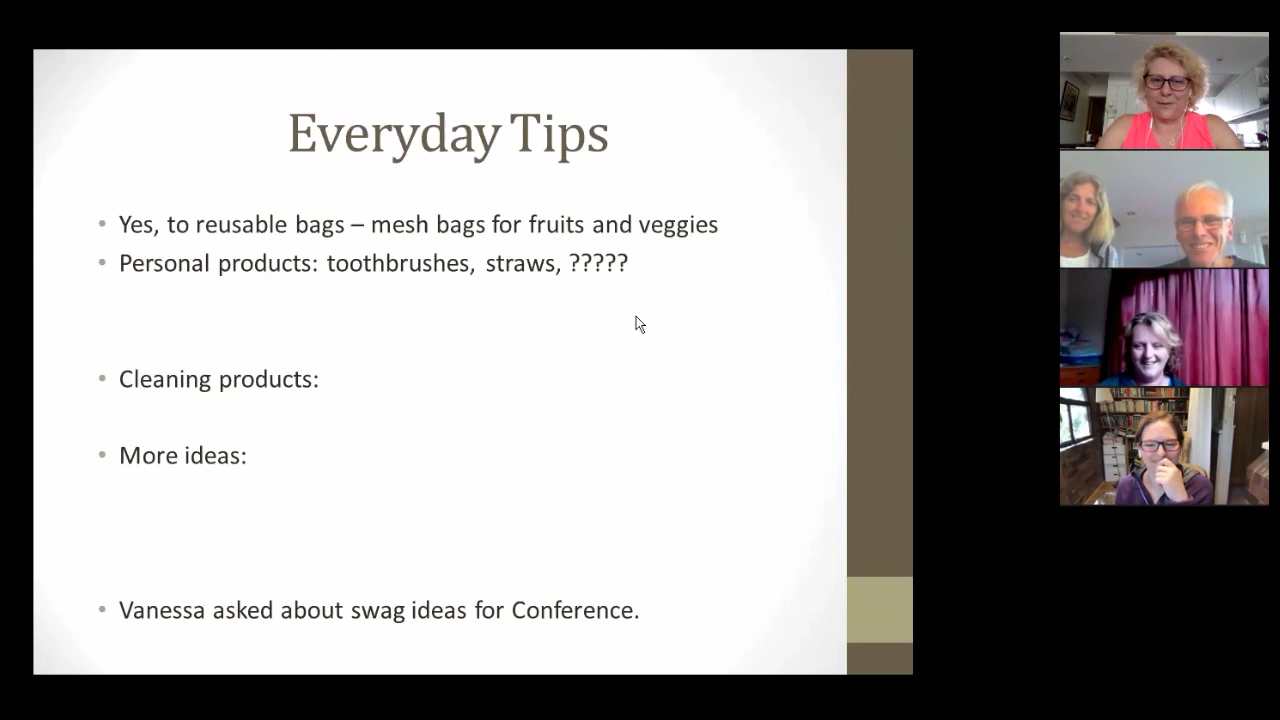 Everyday Tips
Yes, to reusable bags – mesh bags for fruits and veggies
Personal products: toothbrushes, straws, ?????
Cleaning products:
More ideas:
Vanessa asked about swag ideas for Conference.